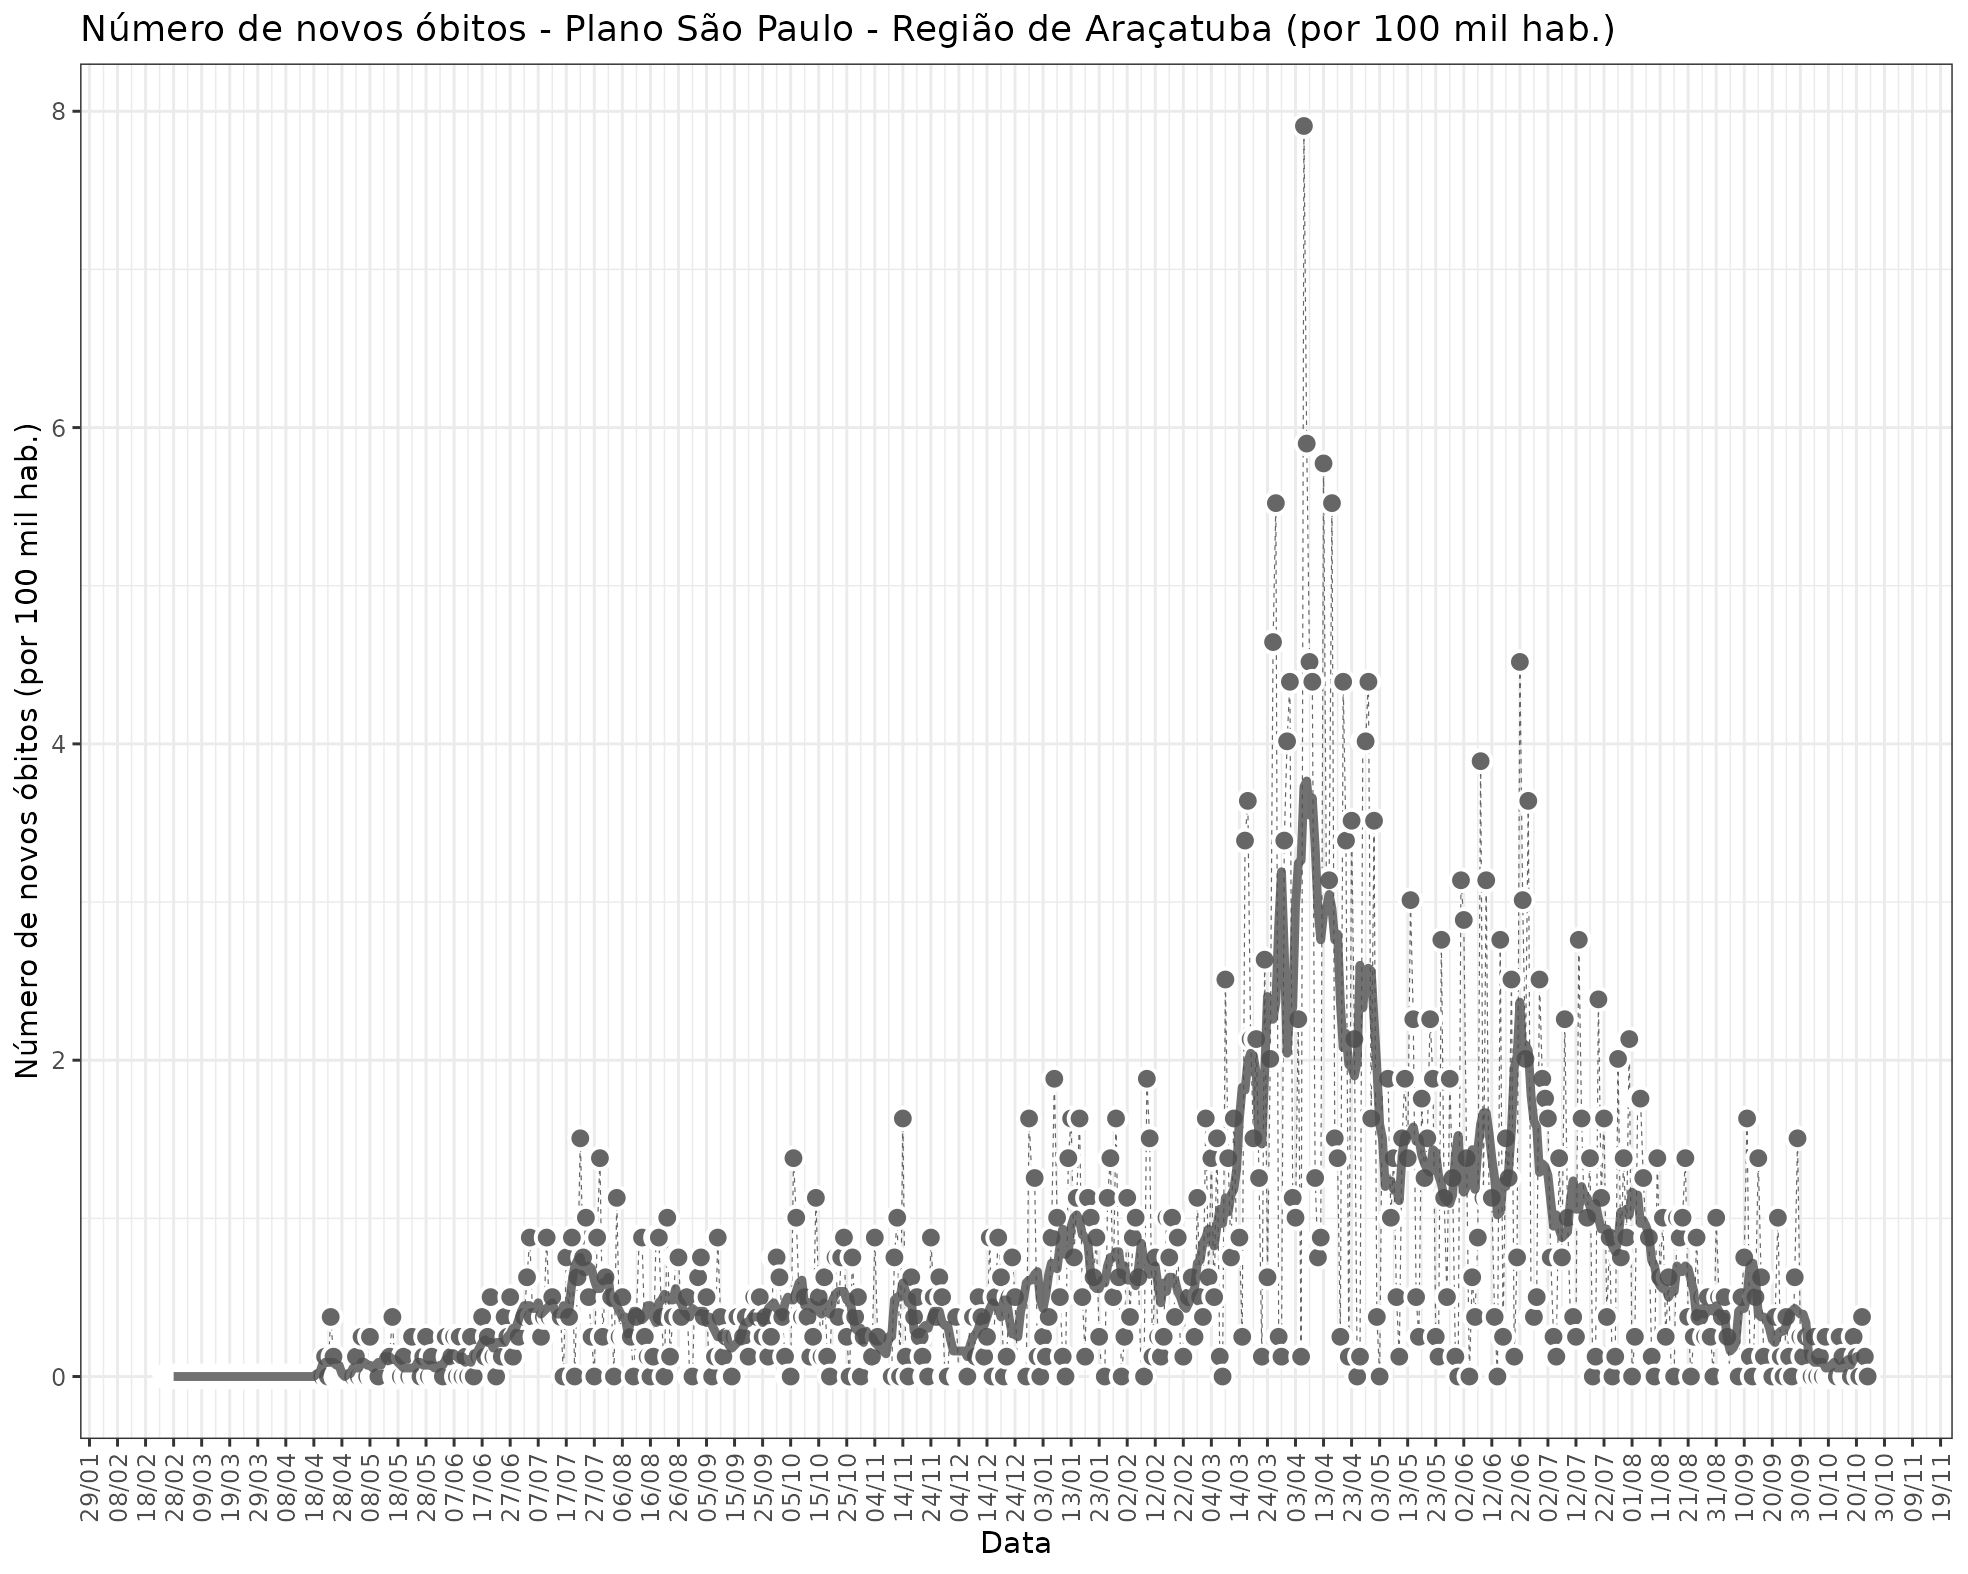 Número de novos óbitos - Plano São Paulo - Região de Araçatuba (por 100 mil hab.)
Número de novos óbitos (por 100 mil hab.)
8
6
4
2
0
29/01 08/02 18/02 28/02 09/03 19/03 29/03 08/04 18/04 28/04 08/05 18/05 28/05 07/06 17/06 27/06 07/07 17/07 27/07 06/08 16/08 26/08 05/09 15/09 25/09 05/10 15/10 25/10 04/11 14/11 24/11 04/12 14/12 24/12 03/01 13/01 23/01 02/02 12/02 22/02 04/03 14/03 24/03 03/04 13/04 23/04 03/05 13/05 23/05 02/06 12/06 22/06 02/07 12/07 22/07 01/08 11/08 21/08 31/08 10/09 20/09 30/09 10/10 20/10 30/10 09/11 19/11
Data